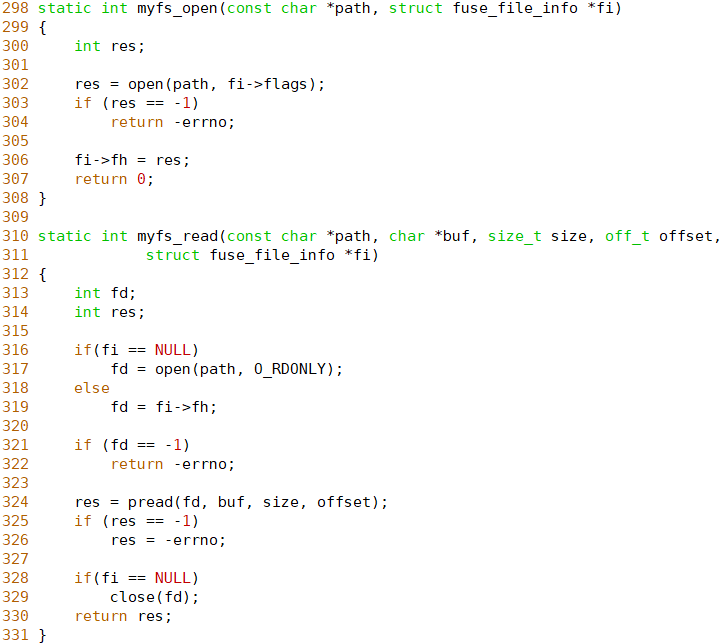 298 static int myfs_open(const char *path, struct fuse_file_info *fi)
299 {
300     int res;
301
302     res = open(path, fi->flags);
303     if (res == -1)
304         return -errno;
305
306     fi->fh = res;
307     return 0;
308 }
309
310 static int myfs_read(const char *path, char *buf, size_t size, off_t offset,
311             struct fuse_file_info *fi)
312 {
313     int fd;
314     int res;
315
316     if(fi == NULL)
317         fd = open(path, O_RDONLY);
318     else
319         fd = fi->fh;
320
321     if (fd == -1)
322         return -errno;
323
324     res = pread(fd, buf, size, offset);
325     if (res == -1)
326         res = -errno;
327
328     if(fi == NULL)
329         close(fd);
330     return res;
331 }